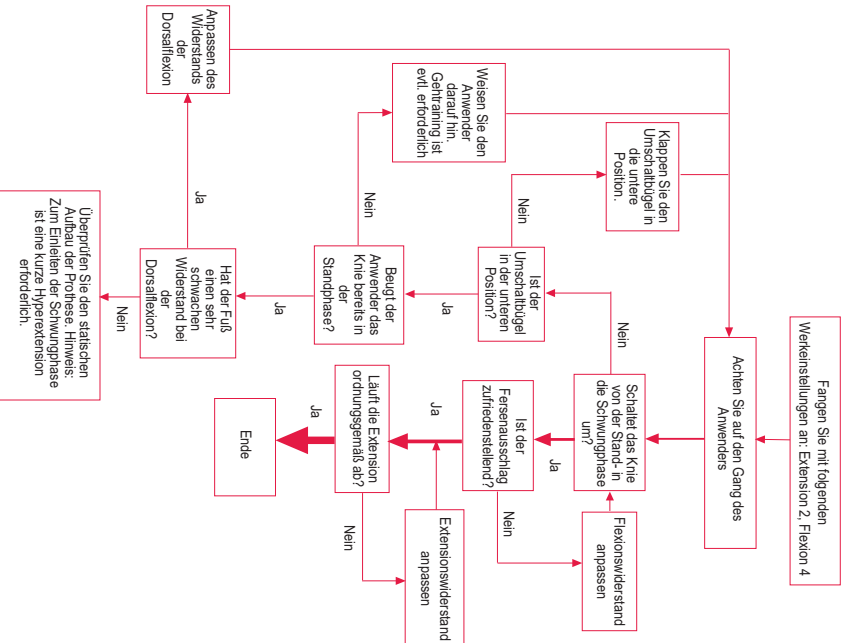 Fangen Sie mit folgenden
Werkeinstellungen an: Extension 2, Flexion 4
Achten Sie auf den Gang des
Anwenders
Schaltet das Knie
von der Stand- in
die Schwungphase
um?
Nein
Ja
Flexionswiderstand
anpassen
Ist der
Fersenausschlag
zufriedenstellend?
Nein
Ja
Extensionswiderstand
anpassen
Läuft die Extension
ordnungsgemäß ab?
Nein
Ja
Ende
Klappen Sie den
Umschaltbügel in
die untere
Position.
Nein
Ist der
Umschaltbügel
in der unteren
Position?
Ja
Weisen Sie den
Anwender
darauf hin.
Gehtraining ist
evtl. erforderlich
Nein
Beugt der
Anwender das
Knie bereits in
der
Standphase?
Ja
Anpassen des
Widerstands
der
Dorsalflexion
Ja
Hat der Fuß
einen sehr
schwachen
Widerstand bei
der
Dorsalflexion?
Nein
Überprüfen Sie den statischen
Aufbau der Prothese. Hinweis:
Zum Einleiten der Schwungphase
ist eine kurze Hyperextension
erforderlich.